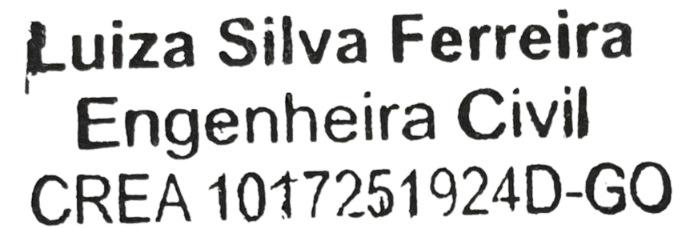 Luiza Silva Ferreira
Engenheira Civil
CREA 1017251924D-GO